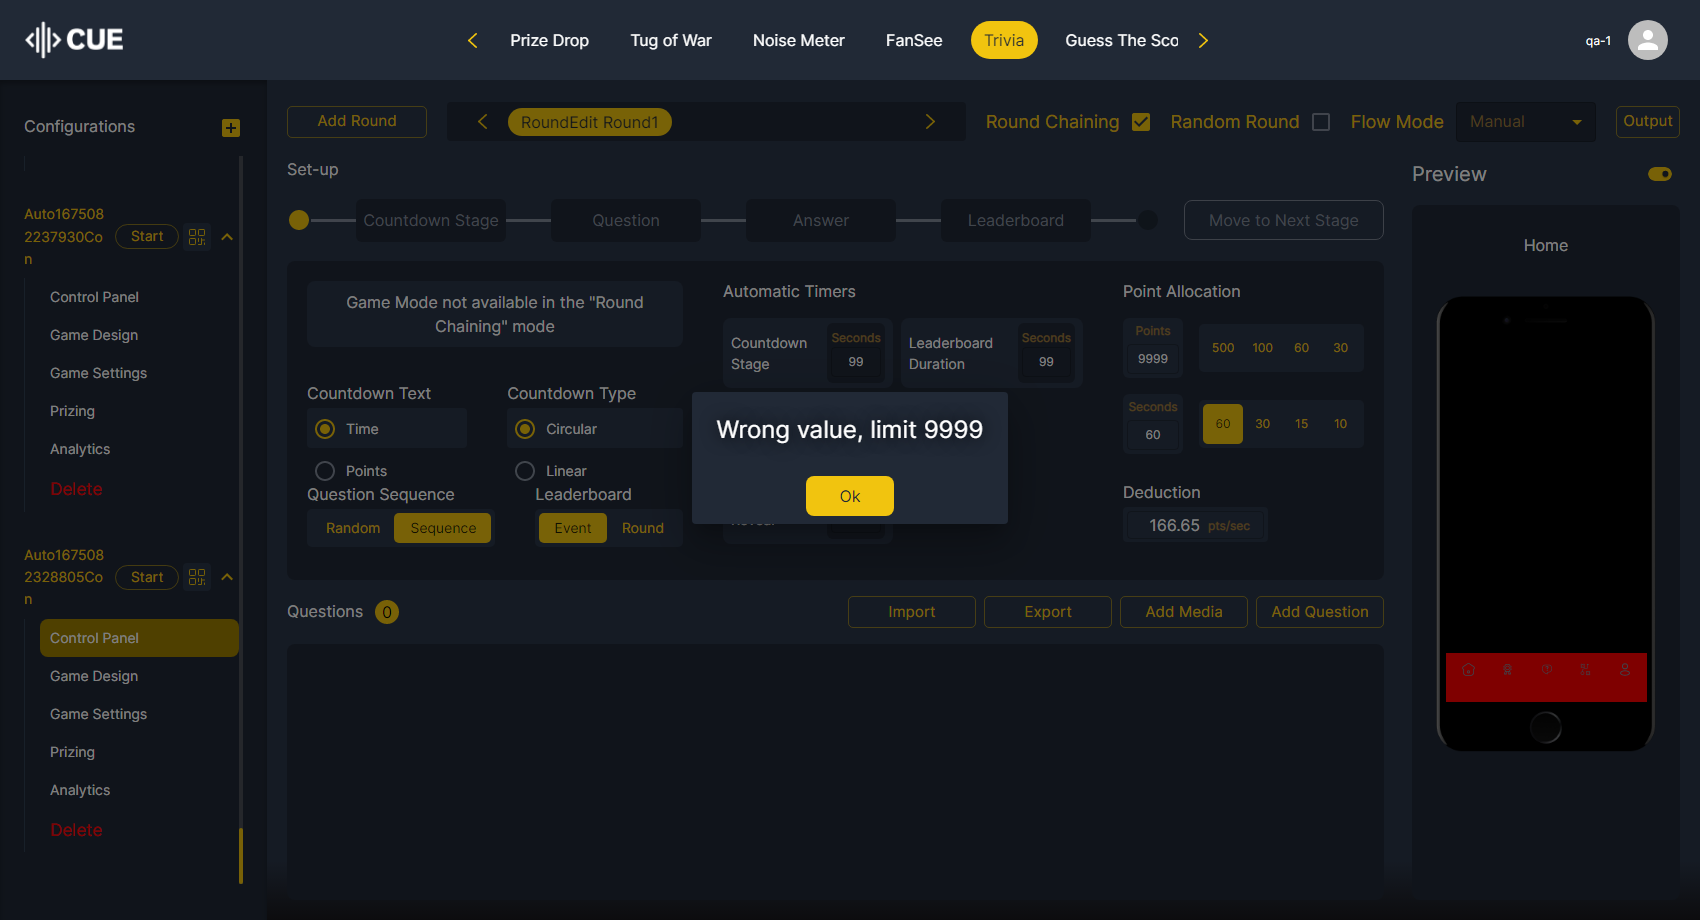 CUE
Prize Drop
Tug of War
Noise Meter
FanSee
Trivia
Guess The Sco
qa-1
Configurations
Auto167508
2237930Co
n
Start
Control Panel
Game Design
Game Settings
Prizing
Analytics
Delete
Auto167508
2328805Co
n
Start
Control Panel
Game Design
Game Settings
Prizing
Analytics
Delete
Add Round
RoundEdit Round1
Round Chaining
Random Round
Flow Mode
Manual
Output
Set-up
Countdown Stage
Question
Answer
Leaderboard
Move to Next Stage
Game Mode not available in the "Round
Chaining" mode
Countdown Text
Time
Points
Countdown Type
Circular
Linear
Question Sequence
Random
Sequence
Leaderboard
Event
Round
Automatic Timers
Countdown
Stage
Seconds
99
Leaderboard
Duration
Seconds
99
Point Allocation
Points
9999
500
100
60
30
Seconds
60
60
30
15
10
Deduction
166.65 pts/sec
Wrong value, limit 9999
Ok
Questions
0
Import
Export
Add Media
Add Question
Preview
Home